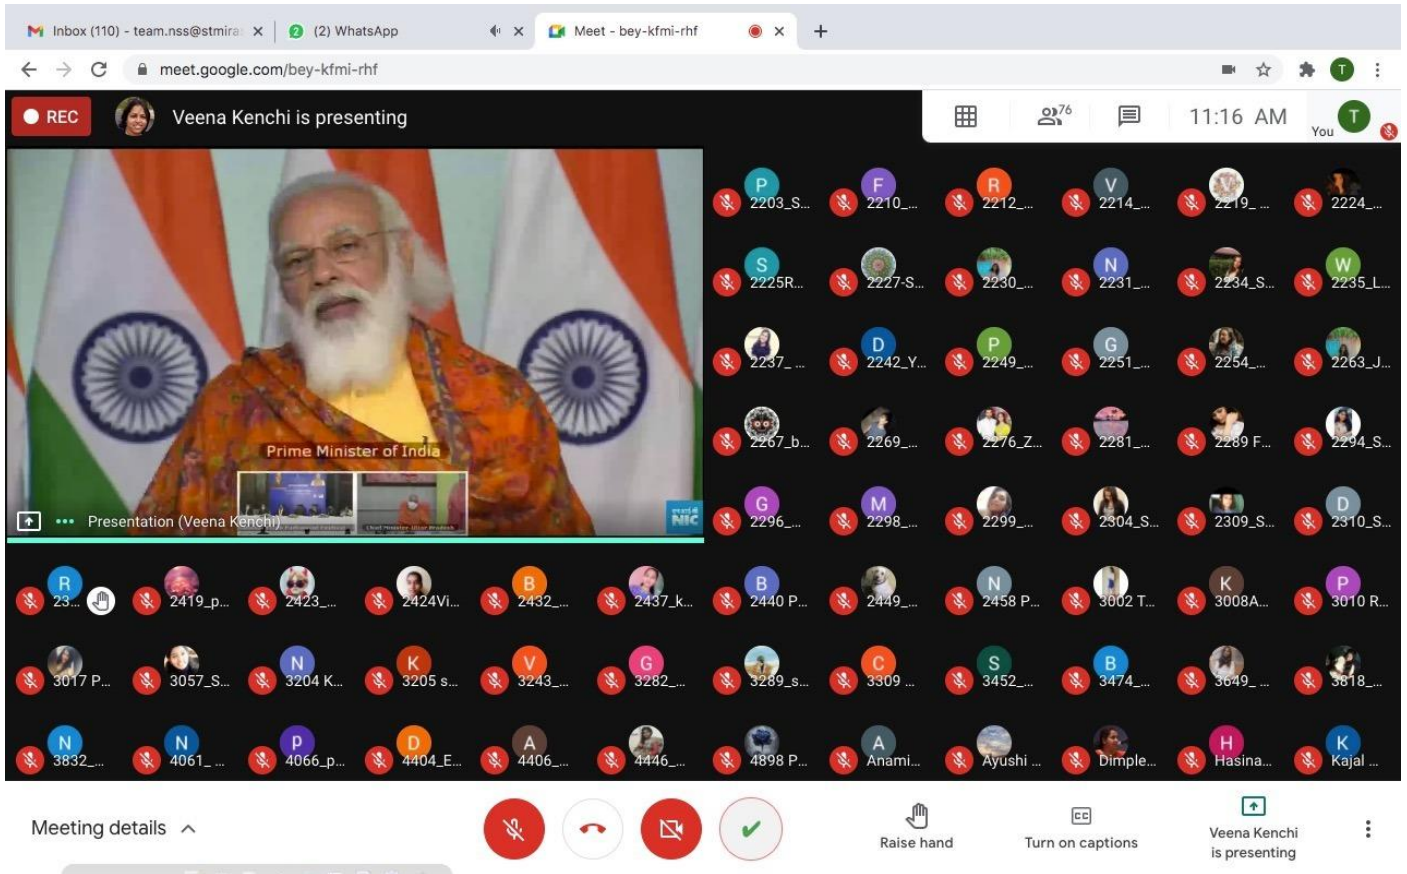 Inbox (110) - team.nss@stmira
(2) WhatsApp
Meet - bey-kfmi-rhf
meet.google.com/bey-kfmi-rhf
T
REC
Veena Kenchi is presenting
76
11:16 AM
You
T
P
F
R
V
2203_S...
2210_...
2212_...
2214_...
2219_ ...
2224_...
S
N
W
2225R...
2227-S...
2230_...
2231_...
2234_S...
2235_L...
D
P
G
2237_ ...
2242_Y...
2249_...
2251_...
2254_...
2263_J...
2267_b...
2269_...
2276_Z...
2281_...
2289 F...
2294_S...
Prime Minister of India
Presentation (Veena Kenchi)
NIC
G
M
D
2296_...
2298_...
2299_...
2304_S...
2309_S...
2310_S...
R
B
B
N
K
P
23...
2419_p...
2423_...
2424Vi...
2432_...
2437_k...
2440 P...
2449_...
2458 P...
3002 T...
3008A...
3010 R...
N
K
V
G
C
S
B
3017 P...
3057_S...
3204 K...
3205 s...
3243_...
3282_...
3289_s...
3309 ...
3452_...
3474_...
3649_ ...
3818_...
N
N
p
D
A
A
H
K
3832_...
4061_ ...
4066_p...
4404_E...
4406_...
4446_...
4898 P...
Anami...
Ayushi ...
Dimple...
Hasina...
Kajal ...
Meeting details
Raise hand
Turn on captions
Veena Kenchi
is presenting